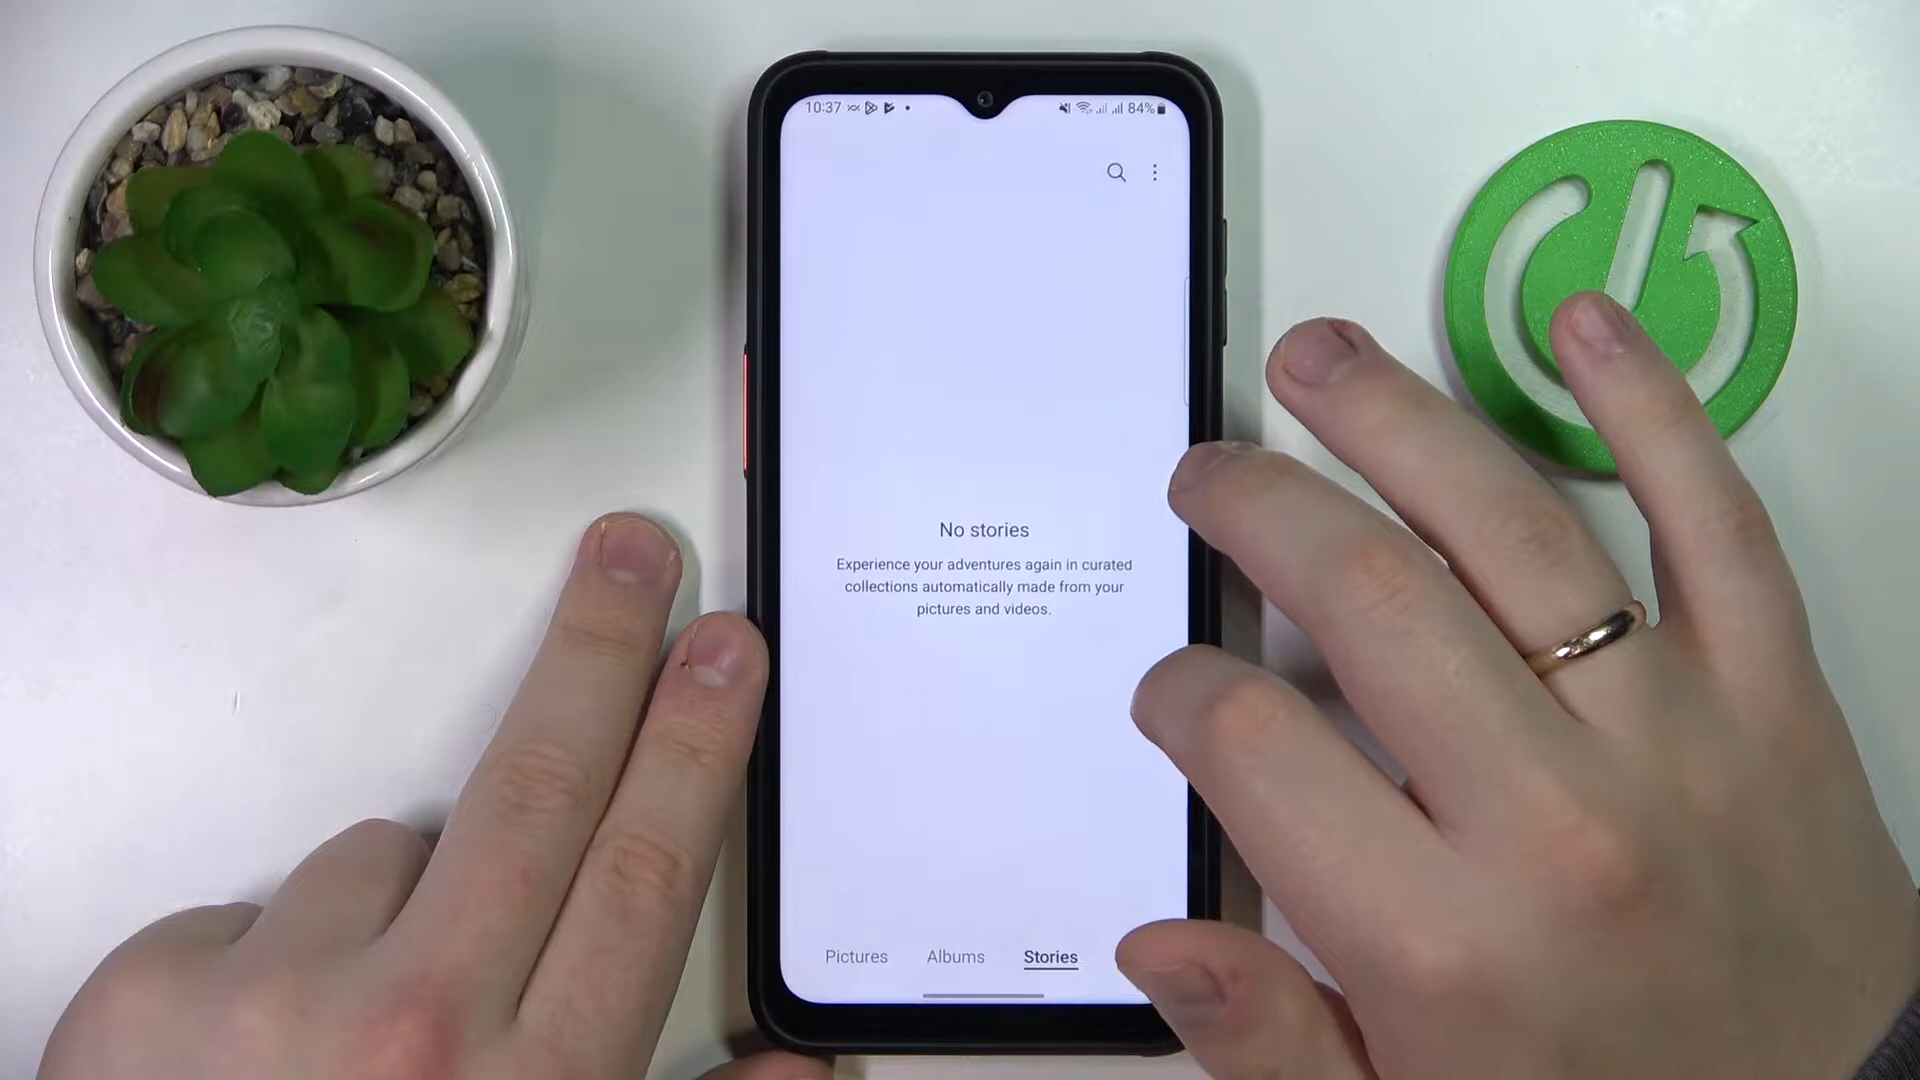 10:37 84%
No stories
Experience your adventures again in curated
collections automatically made from your
pictures and videos.
Pictures Albums Stories